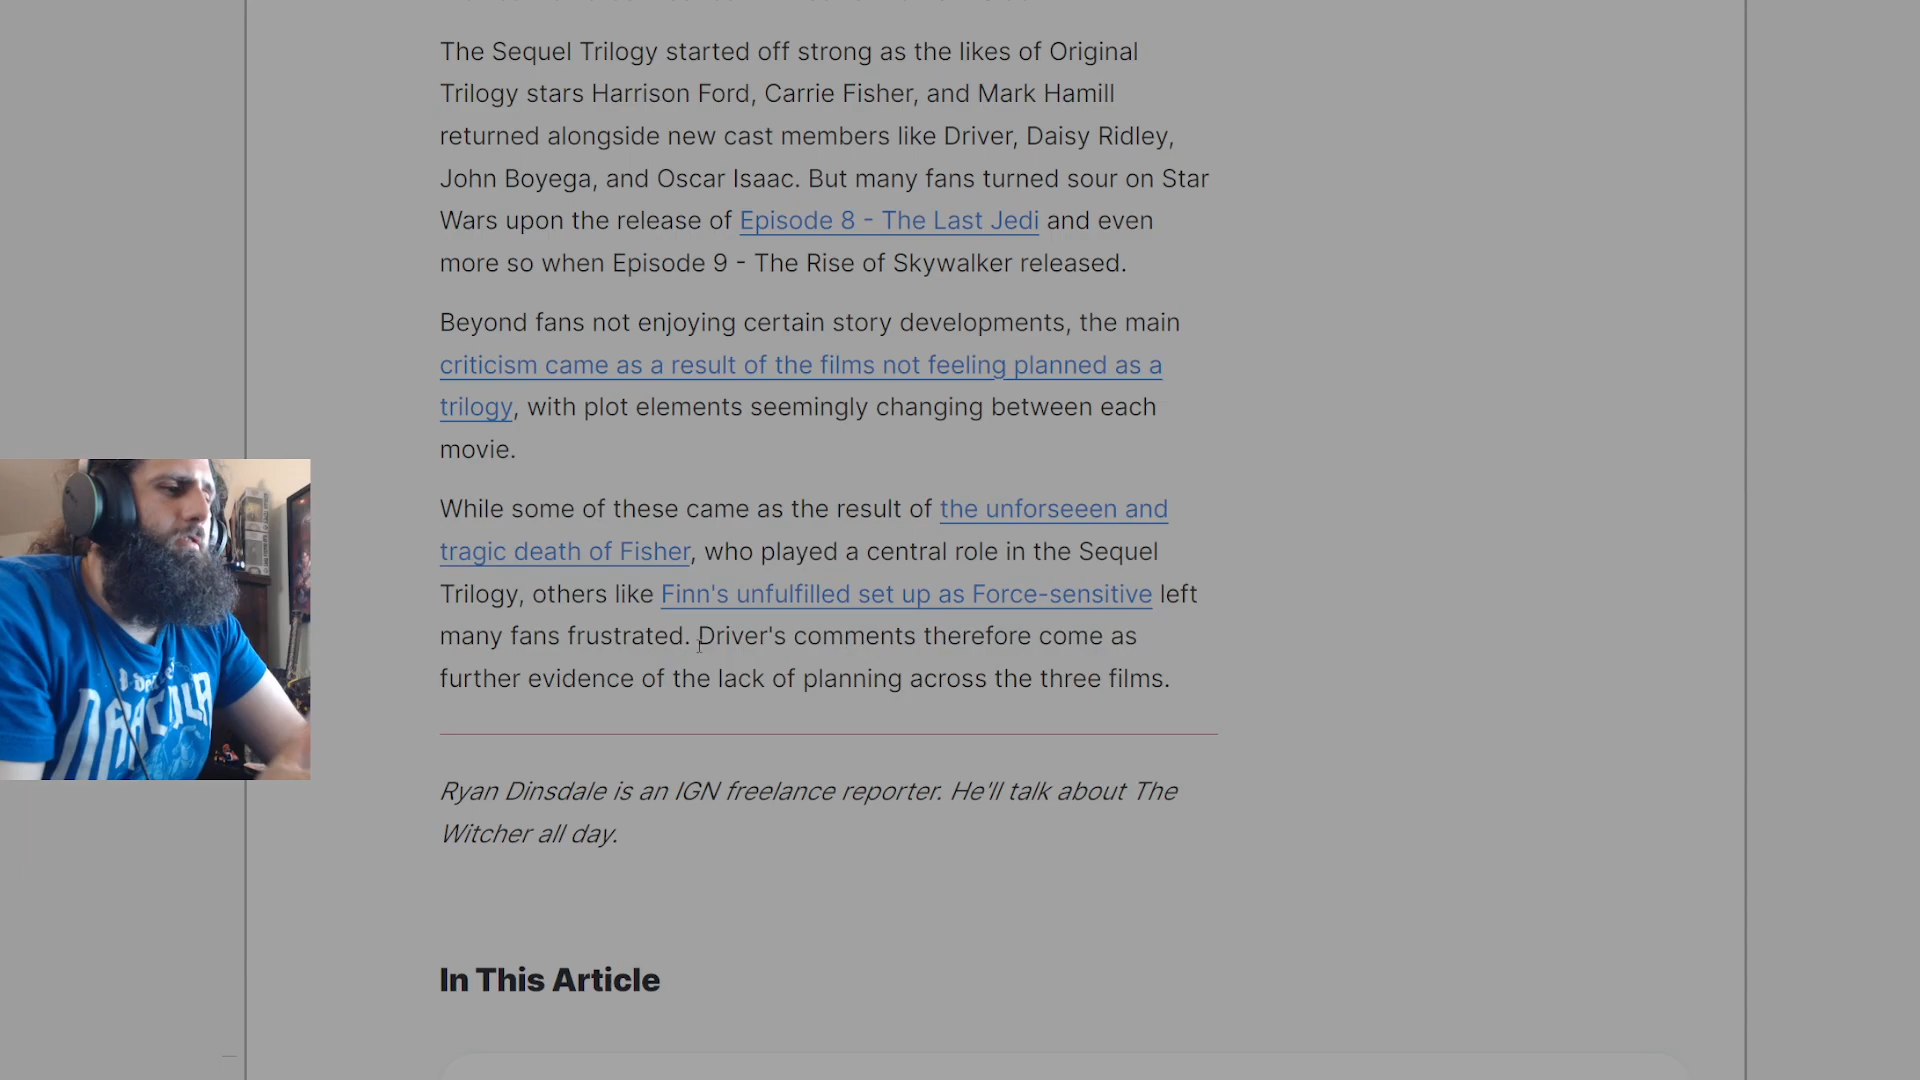 The Sequel Trilogy started off strong as the likes of Original
Trilogy stars Harrison Ford, Carrie Fisher, and Mark Hamill
returned alongside new cast members like Driver, Daisy Ridley,
John Boyega, and Oscar Isaac. But many fans turned sour on Star
Wars upon the release of Episode 8 - The Last Jedi and even
more so when Episode 9 - The Rise of Skywalker released.
Beyond fans not enjoying certain story developments, the main
criticism came as a result of the films not feeling planned as a
trilogy, with plot elements seemingly changing between each
movie.
While some of these came as the result of the unforseeen and
tragic death of Fisher, who played a central role in the Sequel
Trilogy, others like Finn's unfulfilled set up as Force-sensitive left
many fans frustrated. Driver's comments therefore come as
further evidence of the lack of planning across the three films.
DRACULA
Ryan Dinsdale is an IGN freelance reporter. He'll talk about The
Witcher all day.
In This Article